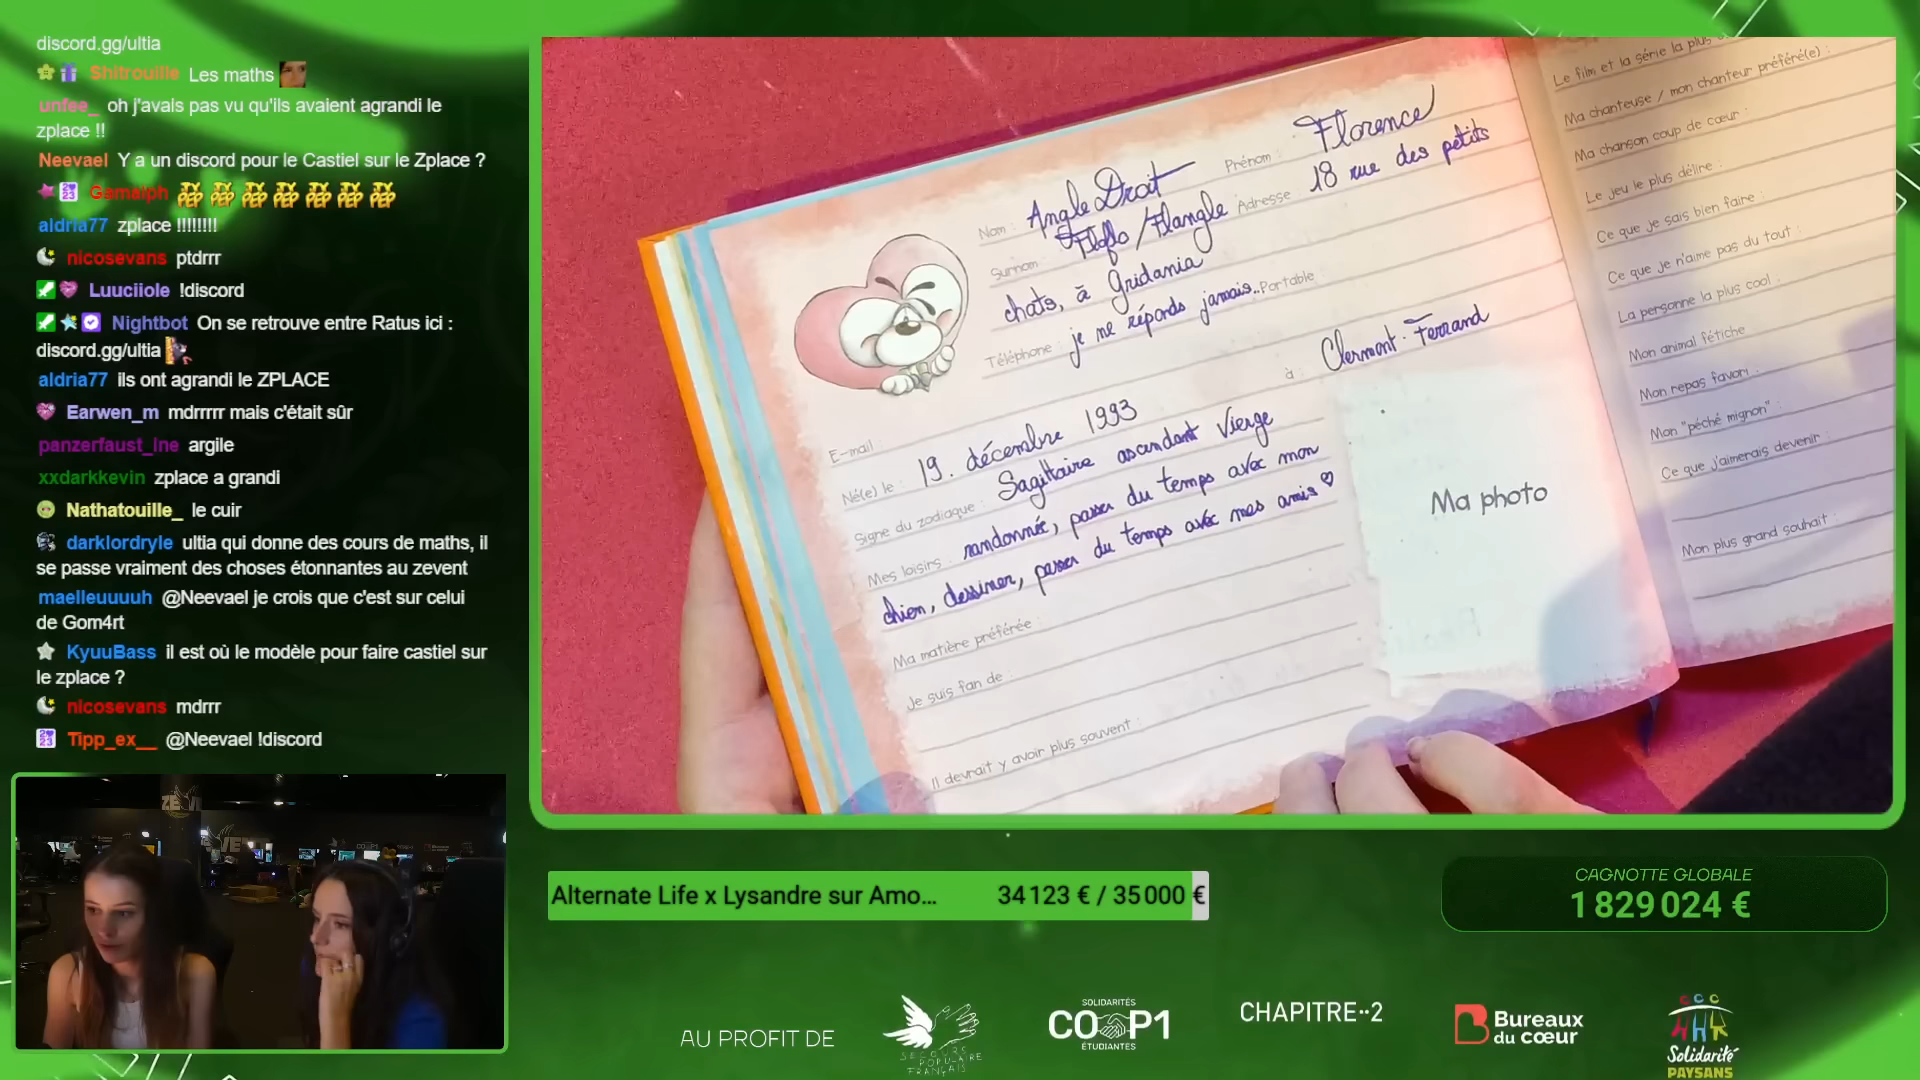 discord.gg/ultia
Shitrouille Les maths
unfee_ oh j'avais pas vu qu'ils avaient agrandi le
zplace !!
Neevael Y a un discord pour le Castiel sur le Zplace ?
Gamalph
aldria77 zplace !!!!!!!!
nicosevans ptdrrr
Luuciiole !discord
Nightbot On se retrouve entre Ratus ici :
discord.gg/ultia
aldria77 ils ont agrandi le ZPLACE
Earwen_m mdrrrrr mais c'était sûr
panzerfaust_lne argile
xxdarkkevin zplace a grandi
Nathatouille_ le cuir
darklordryle ultia qui donne des cours de maths, il
se passe vraiment des choses étonnantes au zevent
maelleuuuuh @Neevael je crois que c'est sur celui
de Gom4rt
KyuuBass il est où le modèle pour faire castiel sur
le zplace ?
nicosevans mdrrr
Tipp_ex__ @Neevael !discord
Nom : Angle Droit Prénom : Florence
Surnom Floflo / Flangle Adresse 18 rue des petits
chats, à Gridania
Téléphone : je ne réponds jamais.. Portable
E-mail :
Né(e) le : 19. décembre 1993 à : Clermont-Ferrand
Signe du zodiaque : Sagittaire ascendant Vierge
Mes loisirs : randonnée, passer du temps avec mon
chien, dessiner, passer du temps avec mes amis ♡
Ma matière préférée :
Je suis fan de :
Il devrait y avoir plus souvent :
Ma photo
Le film et la série la plus
Ma chanteuse / mon chanteur préféré(e) :
Ma chanson coup de cœur :
Le jeu le plus délire :
Ce que je sais bien faire :
Ce que je n'aime pas du tout :
La personne la plus cool :
Mon animal fétiche
Mon repas favori :
Mon "péché mignon" :
Ce que j'aimerais devenir :
Mon plus grand souhait :
Alternate Life x Lysandre sur Amo... 34 123 € / 35 000 €
CAGNOTTE GLOBALE
1 829 024 €
AU PROFIT DE
SECOURS
POPULAIRE
FRANÇAIS
SOLIDARITÉS
CO P1
ÉTUDIANTES
CHAPITRE··2
Bureaux
du cœur
Solidarité
PAYSANS